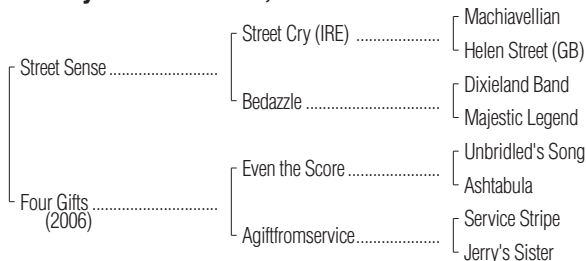 Machiavellian
Street Cry (IRE) ....................
Helen Street (GB)
Street Sense ..........................
Dixieland Band
Bedazzle ................................
Majestic Legend
Unbridled's Song
Even the Score ......................
Ashtabula
Four Gifts ..............................
(2006)
Service Stripe
Agiftfromservice....................
Jerry's Sister